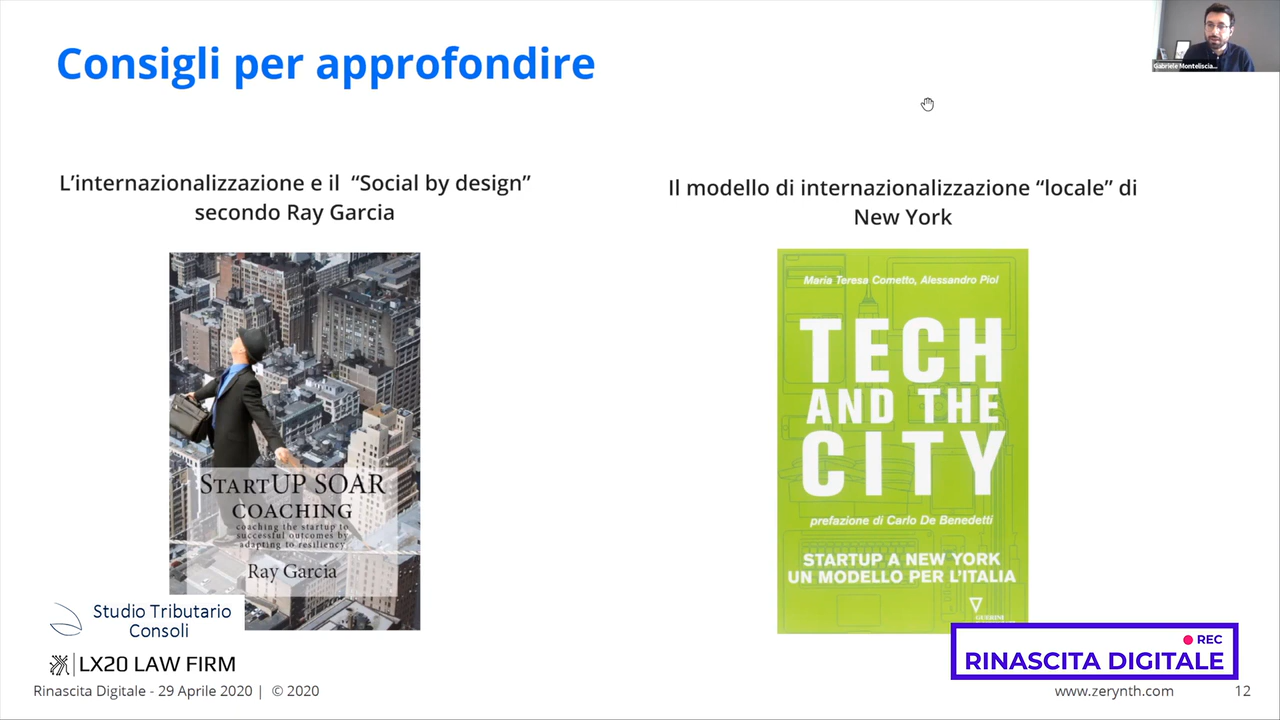 Consigli per approfondire
Gabriele Monteliscia...
L’internazionalizzazione e il “Social by design”
secondo Ray Garcia
Il modello di internazionalizzazione “locale” di
New York
STARTUP SOAR
COACHING
coaching the startup to
successful outcomes by
adapting to resiliency
Ray Garcia
Maria Teresa Cometto, Alessandro Piol
TECH
AND THE
CITY
prefazione di Carlo De Benedetti
STARTUP A NEW YORK
UN MODELLO PER L’ITALIA
GUERINI
Studio Tributario
Consoli
LX20 LAW FIRM
REC
RINASCITA DIGITALE
Rinascita Digitale - 29 Aprile 2020 | © 2020
www.zerynth.com
12